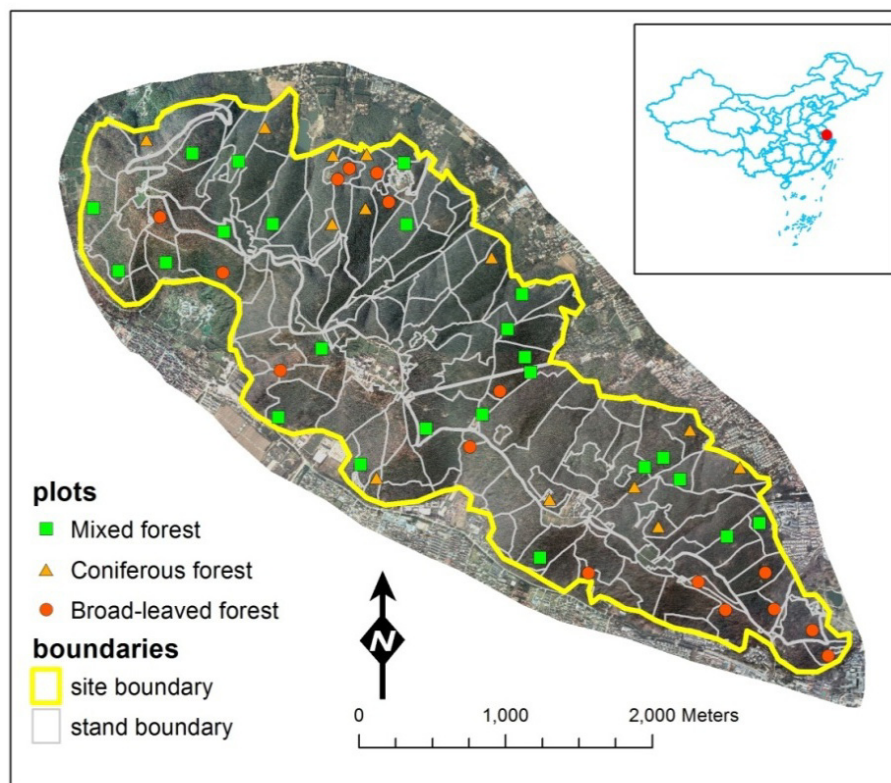 plots
Mixed forest
Coniferous forest
Broad-leaved forest
boundaries
site boundary
stand boundary
N
0 1,000 2,000 Meters